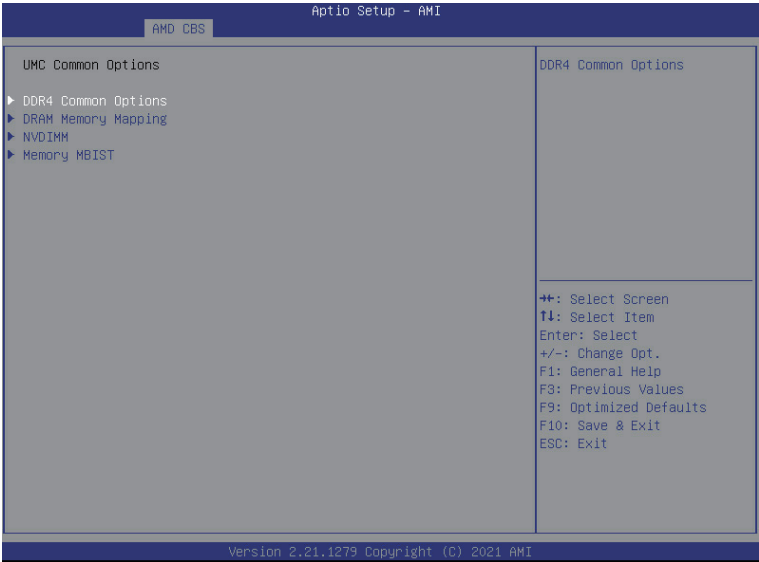 Aptio Setup – AMI
AMD CBS
UMC Common Options
▶ DDR4 Common Options
▶ DRAM Memory Mapping
▶ NVDIMM
▶ Memory MBIST
DDR4 Common Options
→←: Select Screen
↑↓: Select Item
Enter: Select
+/-: Change Opt.
F1: General Help
F3: Previous Values
F9: Optimized Defaults
F10: Save & Exit
ESC: Exit
Version 2.21.1279 Copyright (C) 2021 AMI